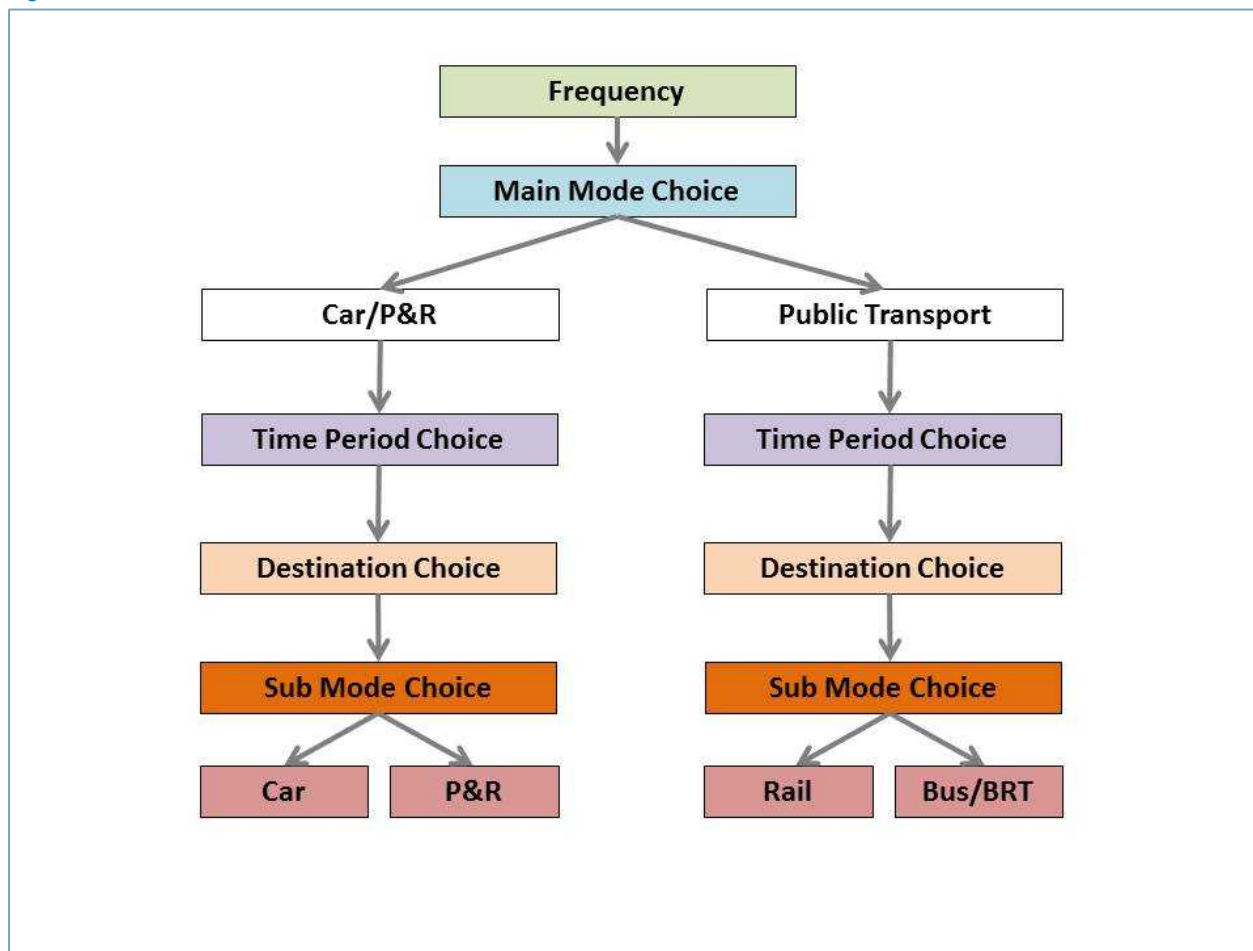 Frequency
Main Mode Choice
Car/P&R
Public Transport
Time Period Choice
Time Period Choice
Destination Choice
Destination Choice
Sub Mode Choice
Sub Mode Choice
Car
P&R
Rail
Bus/BRT